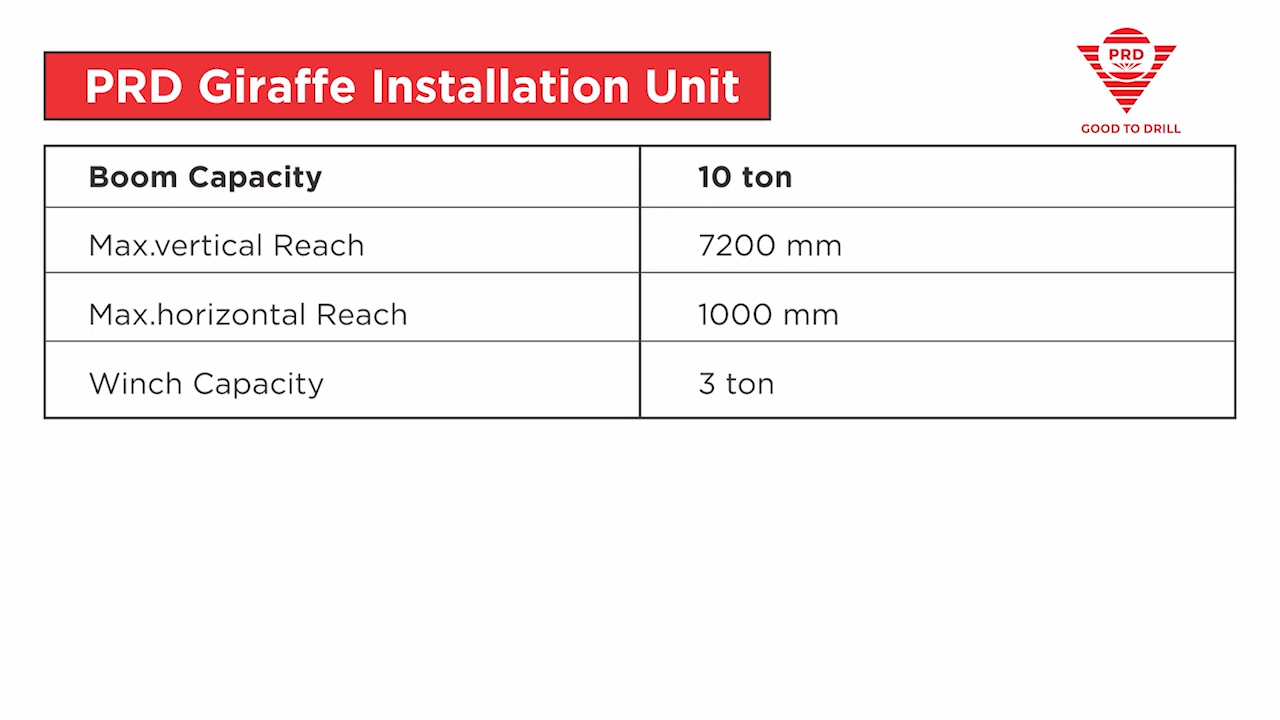 PRD Giraffe Installation Unit
PRD
GOOD TO DRILL
Boom Capacity 10 ton
Max.vertical Reach 7200 mm
Max.horizontal Reach 1000 mm
Winch Capacity 3 ton